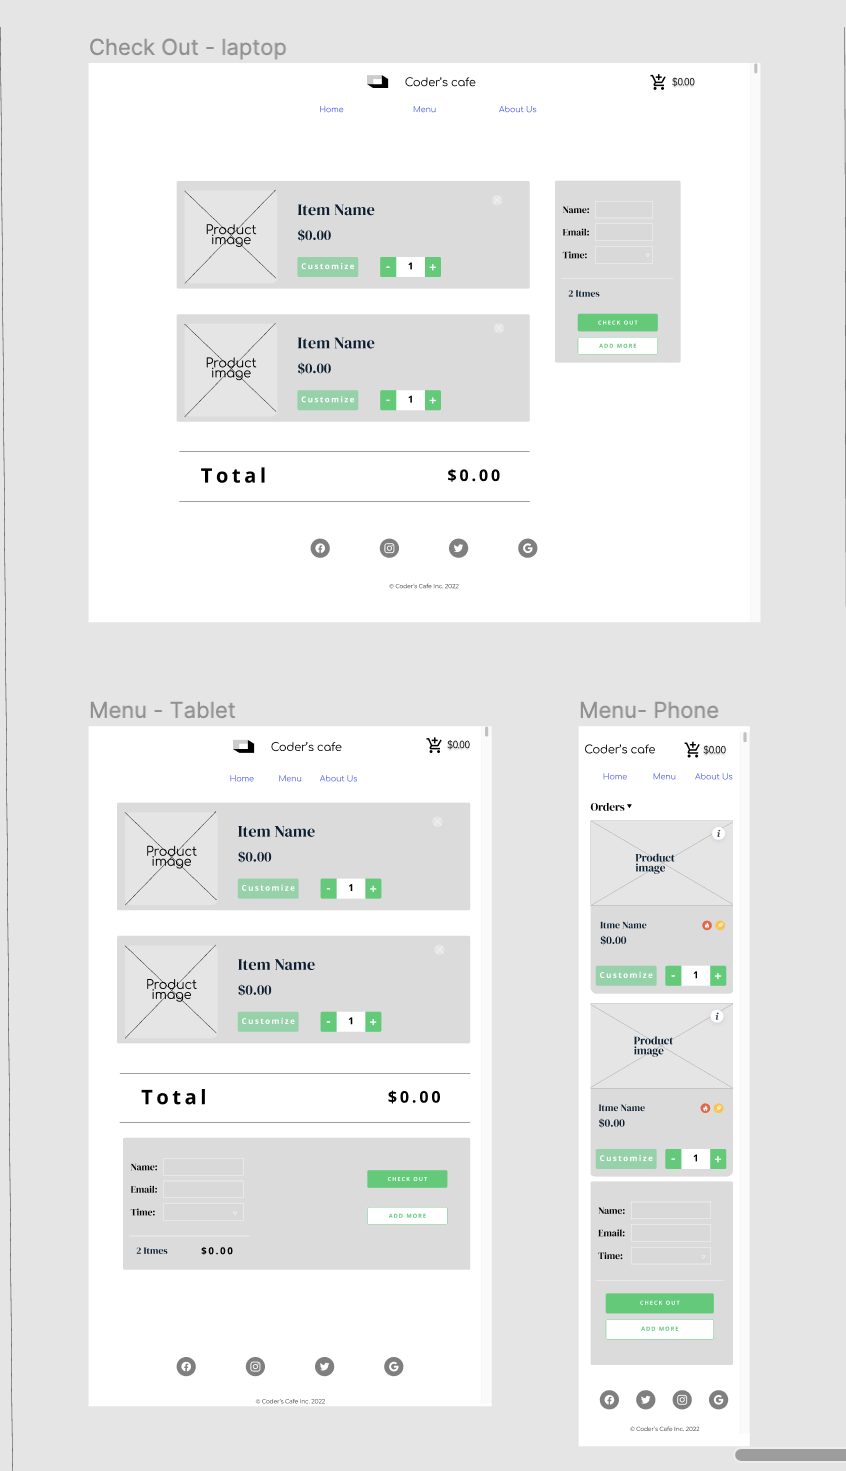 Check Out - laptop
Coder's cafe
$0.00
Home Menu About Us
Product
image
Item Name
$0.00
Customize - 1 +
Name:
Email:
Time:
2 Itmes
CHECK OUT
ADD MORE
Product
image
Item Name
$0.00
Customize - 1 +
Total $0.00
© Coder's Cafe Inc. 2022
Menu - Tablet
Coder's cafe
$0.00
Home Menu About Us
Product
image
Item Name
$0.00
Customize - 1 +
Product
image
Item Name
$0.00
Customize - 1 +
Total $0.00
Name:
Email:
Time:
2 Itmes $0.00
CHECK OUT
ADD MORE
© Coder's Cafe Inc. 2022
Menu- Phone
Coder's cafe $0.00
Home Menu About Us
Orders
i
Product
image
Itme Name
$0.00
Customize - 1 +
i
Product
image
Itme Name
$0.00
Customize - 1 +
Name:
Email:
Time:
CHECK OUT
ADD MORE
© Coder's Cafe Inc. 2022